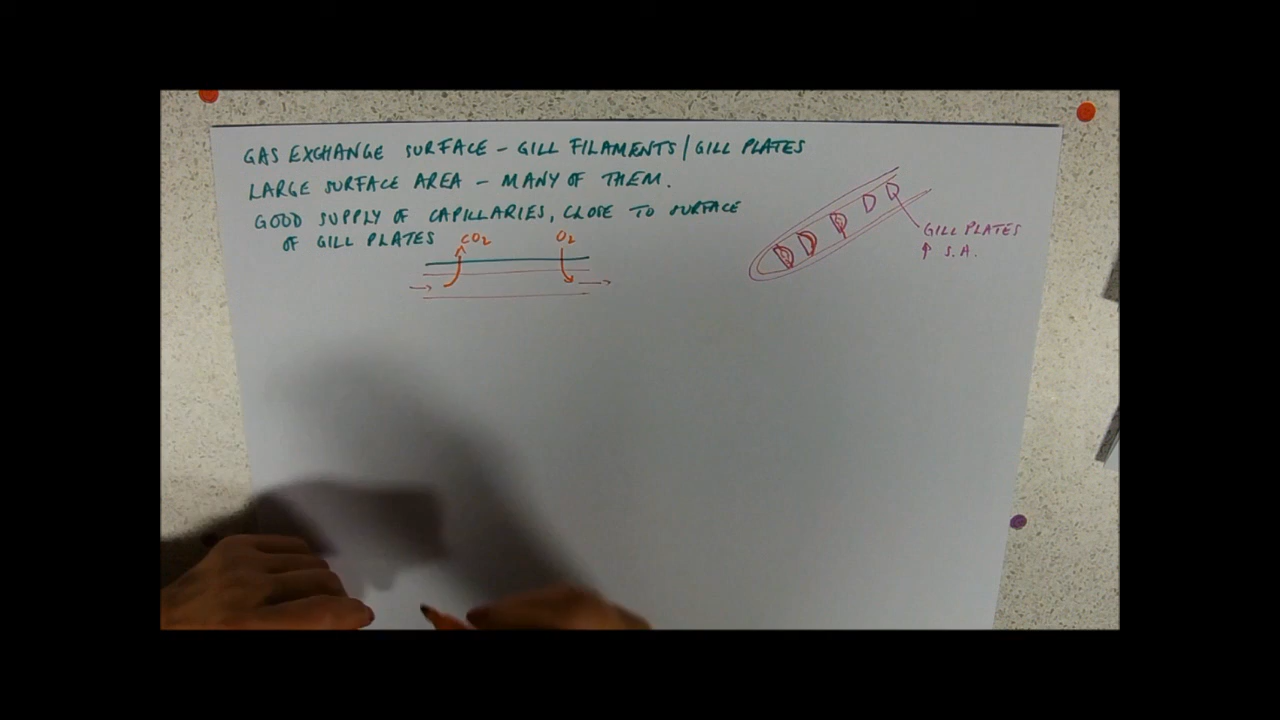 GAS EXCHANGE SURFACE - GILL FILAMENTS/GILL PLATES
LARGE SURFACE AREA - MANY OF THEM.
GOOD SUPPLY OF CAPILLARIES, CLOSE TO SURFACE
OF GILL PLATES
CO2
O2
GILL PLATES
↑ S.A.